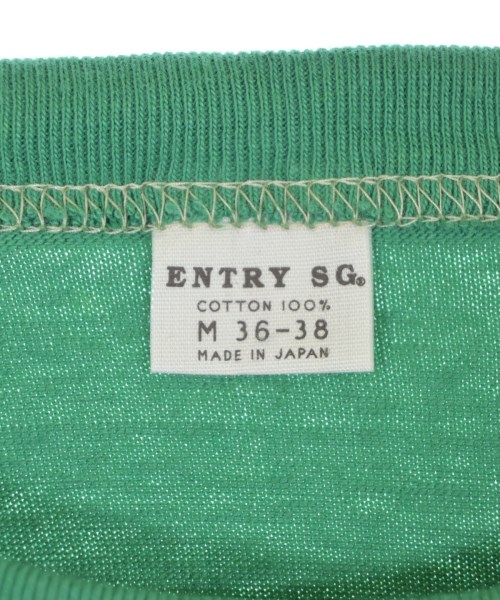 ENTRY SG®
COTTON 100%
M 36-38
MADE IN JAPAN